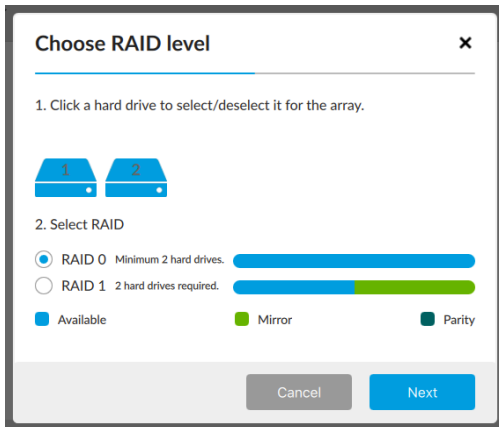 Choose RAID level
1. Click a hard drive to select/deselect it for the array.
1 2
2. Select RAID
RAID 0 Minimum 2 hard drives.
RAID 1 2 hard drives required.
Available Mirror Parity
Cancel Next